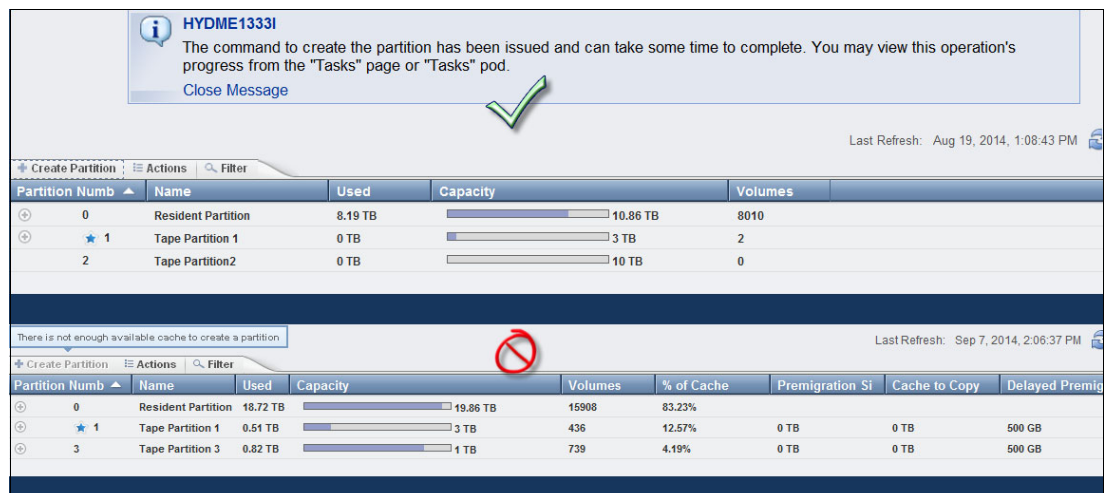 HYDME1333I
The command to create the partition has been issued and can take some time to complete. You may view this operation's
progress from the "Tasks" page or "Tasks" pod.
Close Message
Last Refresh: Aug 19, 2014, 1:08:43 PM
Create Partition Actions Filter
Partition Numb Name Used Capacity Volumes
0 Resident Partition 8.19 TB 10.86 TB 8010
1 Tape Partition 1 0 TB 3 TB 2
2 Tape Partition2 0 TB 10 TB 0
There is not enough available cache to create a partition
Last Refresh: Sep 7, 2014, 2:06:37 PM
Create Partition Actions Filter
Partition Numb Name Used Capacity Volumes % of Cache Premigration Si Cache to Copy Delayed Premig
0 Resident Partition 18.72 TB 19.86 TB 15908 83.23%
1 Tape Partition 1 0.51 TB 3 TB 436 12.57% 0 TB 0 TB 500 GB
3 Tape Partition 3 0.82 TB 1 TB 739 4.19% 0 TB 0 TB 500 GB